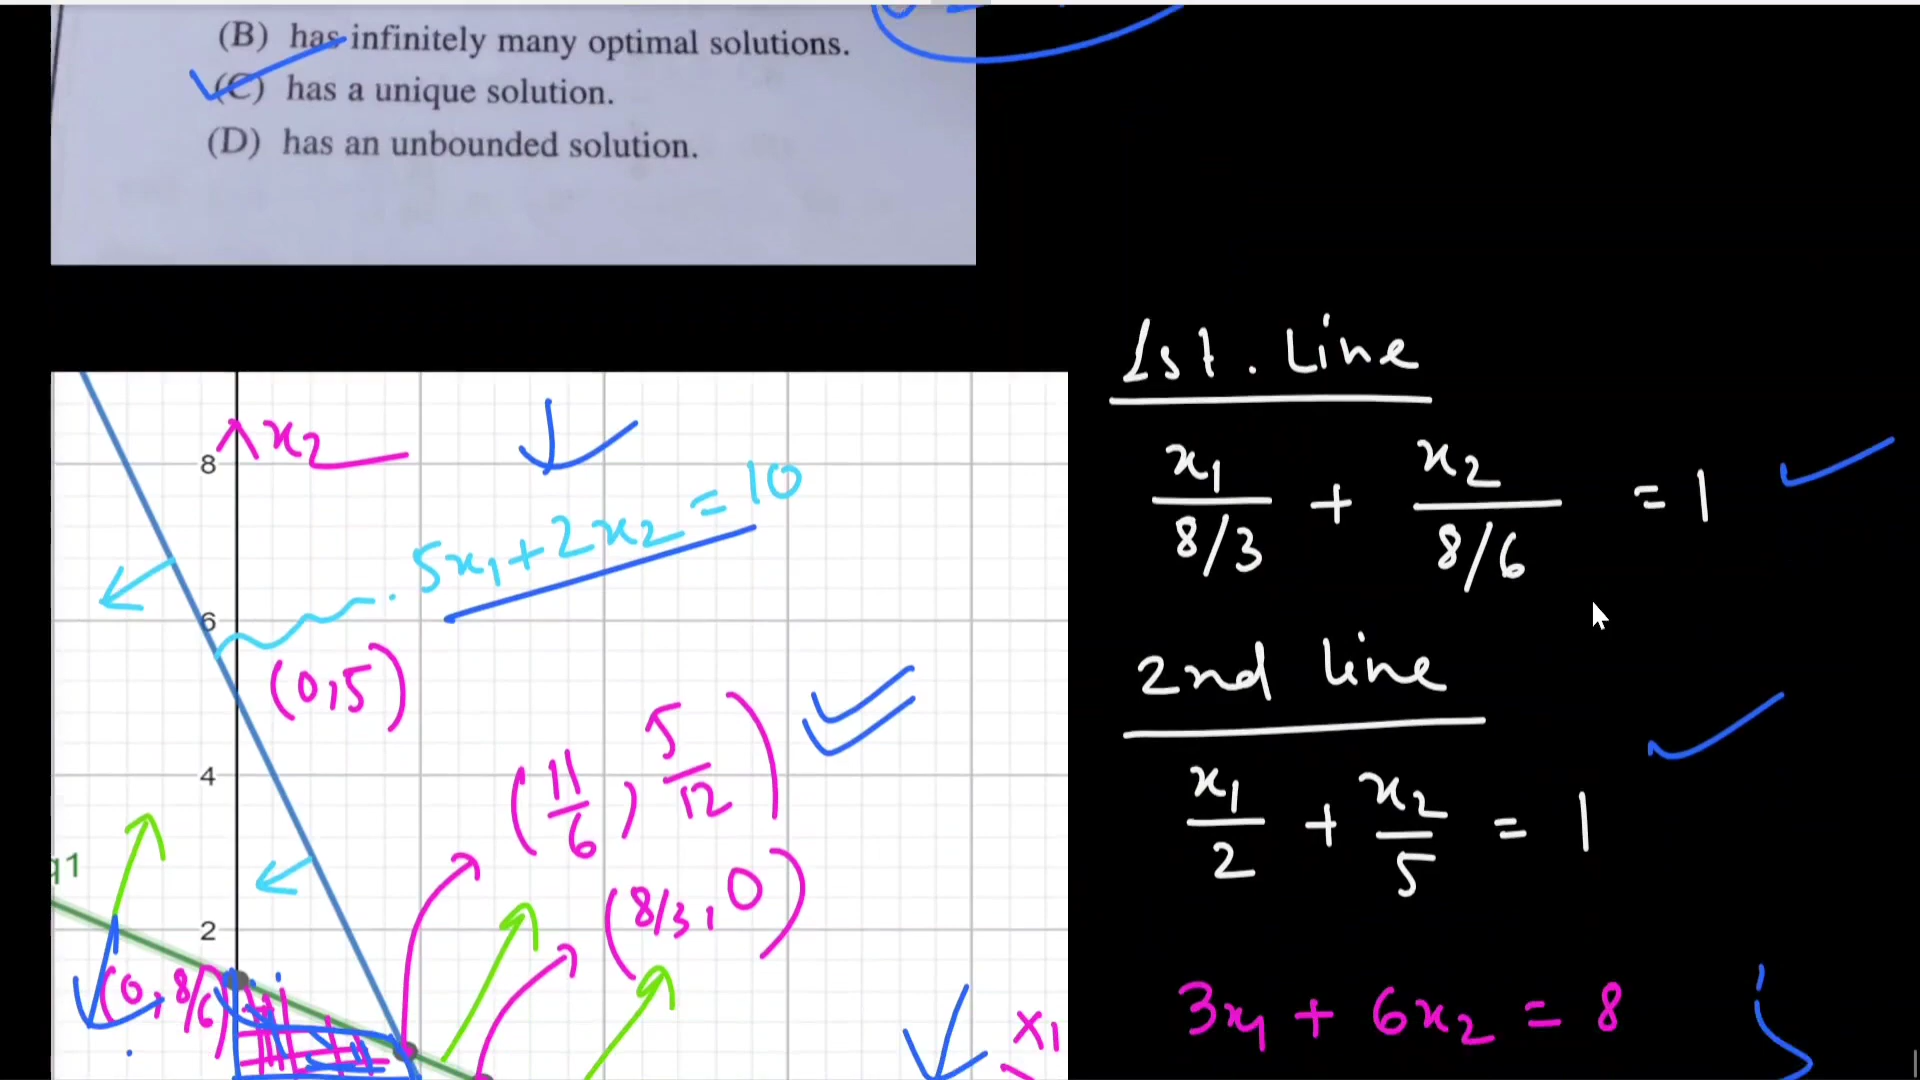 (B) has infinitely many optimal solutions.
(C) has a unique solution.
(D) has an unbounded solution.
1st. Line
x₁/8/3 + x₂/8/6 = 1
2nd line
x₁/2 + x₂/5 = 1
3x₁ + 6x₂ = 8
x₂
8
5x₁ + 2x₂ = 10
6
(0,5)
4
(11/6, 5/12)
(8/3, 0)
2
(0, 8/6)
x₁